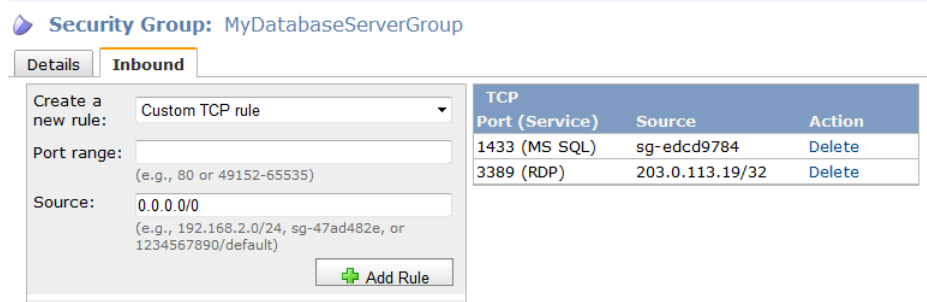 Security Group: MyDatabaseServerGroup
Details Inbound
Create a new rule: Custom TCP rule
Port range:
(e.g., 80 or 49152-65535)
Source: 0.0.0.0/0
(e.g., 192.168.2.0/24, sg-47ad482e, or
1234567890/default)
Add Rule
TCP
Port (Service) Source Action
1433 (MS SQL) sg-edcd9784 Delete
3389 (RDP) 203.0.113.19/32 Delete